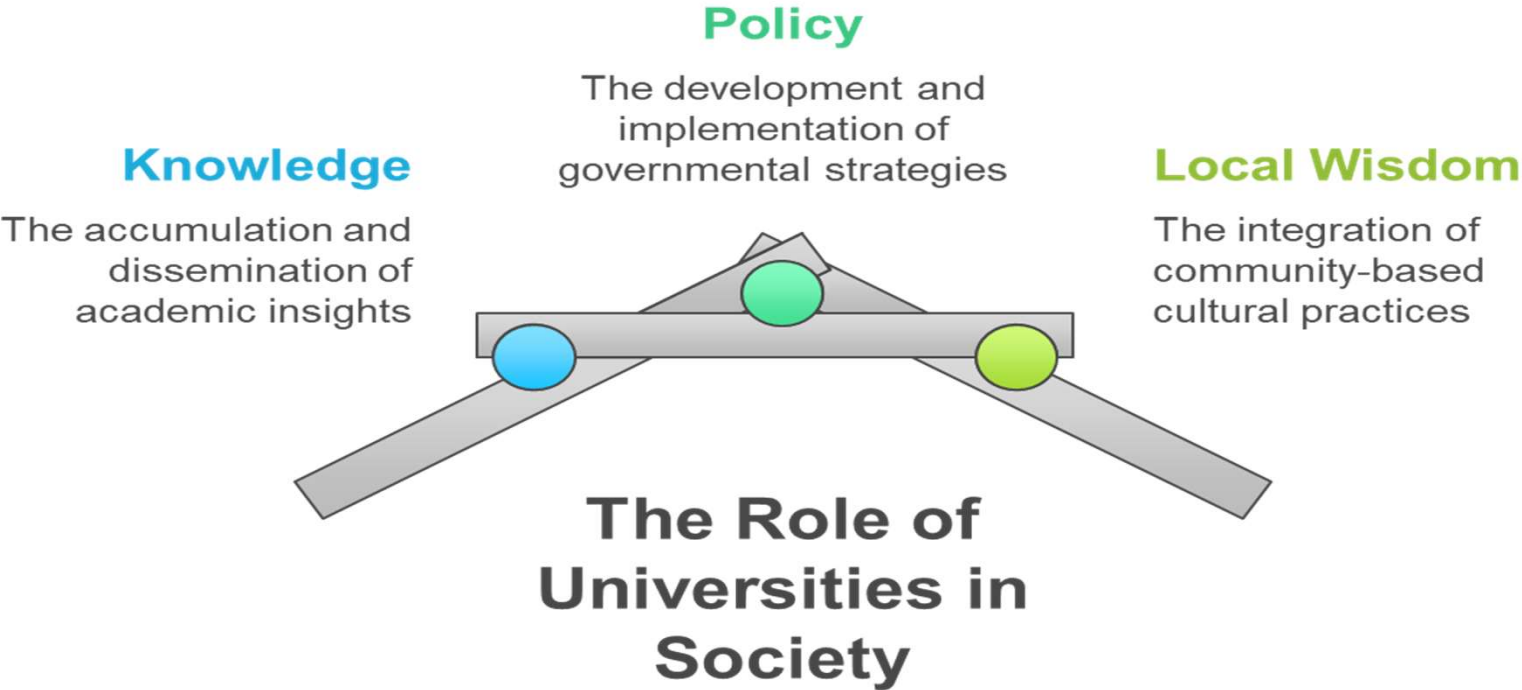 Policy
The development and
implementation of
governmental strategies
Knowledge
The accumulation and
dissemination of
academic insights
Local Wisdom
The integration of
community-based
cultural practices
The Role of
Universities in
Society